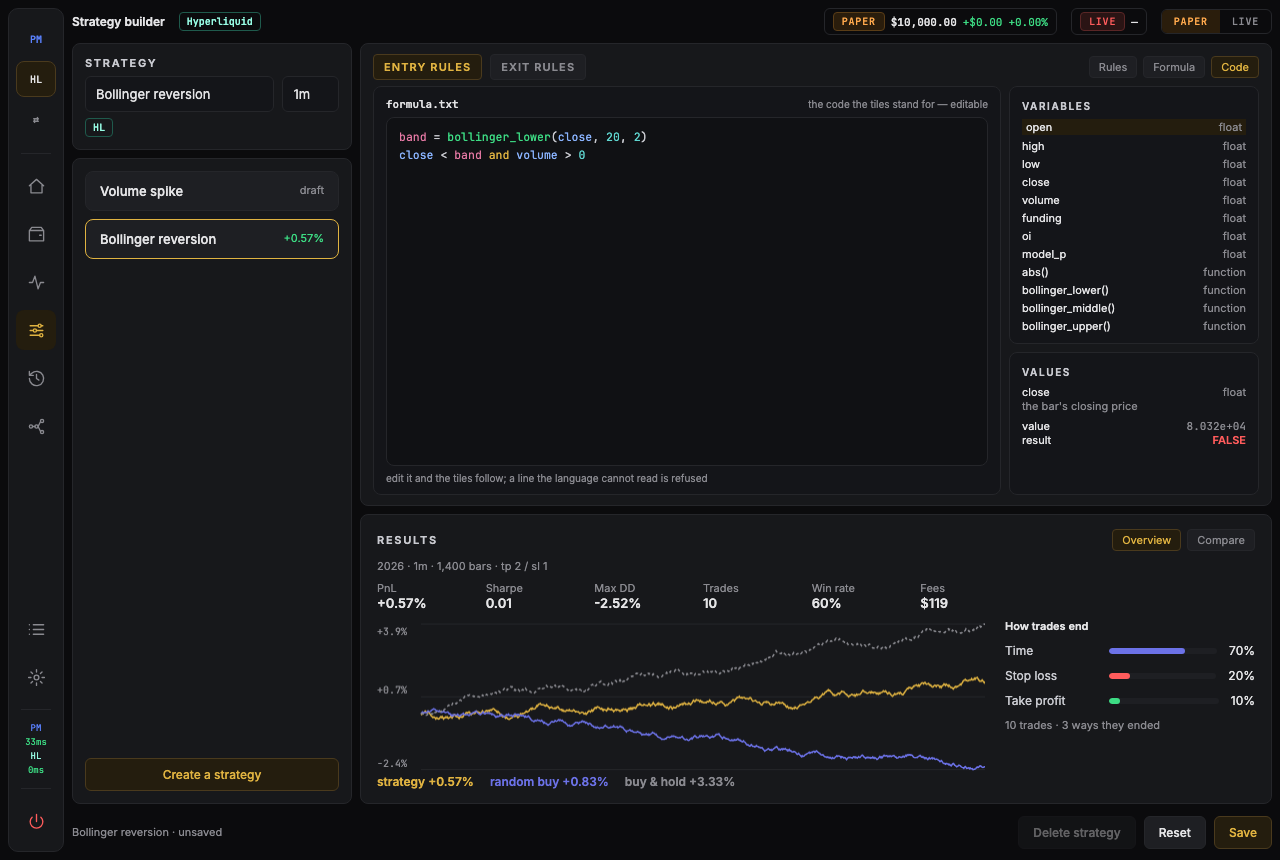 Strategy builder Hyperliquid PAPER $10,000.00 +$0.00 +0.00% LIVE — PAPER LIVE
PM
HL
⇄
PM
33ms
HL
0ms
STRATEGY
Bollinger reversion 1m
HL
Volume spike draft
Bollinger reversion +0.57%
Create a strategy
ENTRY RULES EXIT RULES Rules Formula Code
formula.txt the code the tiles stand for — editable
band = bollinger_lower(close, 20, 2)
close < band and volume > 0
edit it and the tiles follow; a line the language cannot read is refused
VARIABLES
open float
high float
low float
close float
volume float
funding float
oi float
model_p float
abs() function
bollinger_lower() function
bollinger_middle() function
bollinger_upper() function
VALUES
close float
the bar's closing price
value 8.032e+04
result FALSE
RESULTS Overview Compare
2026 · 1m · 1,400 bars · tp 2 / sl 1
PnL Sharpe Max DD Trades Win rate Fees
+0.57% 0.01 -2.52% 10 60% $119
+3.9%
+0.7%
-2.4%
strategy +0.57% random buy +0.83% buy & hold +3.33%
How trades end
Time 70%
Stop loss 20%
Take profit 10%
10 trades · 3 ways they ended
Bollinger reversion · unsaved Delete strategy Reset Save